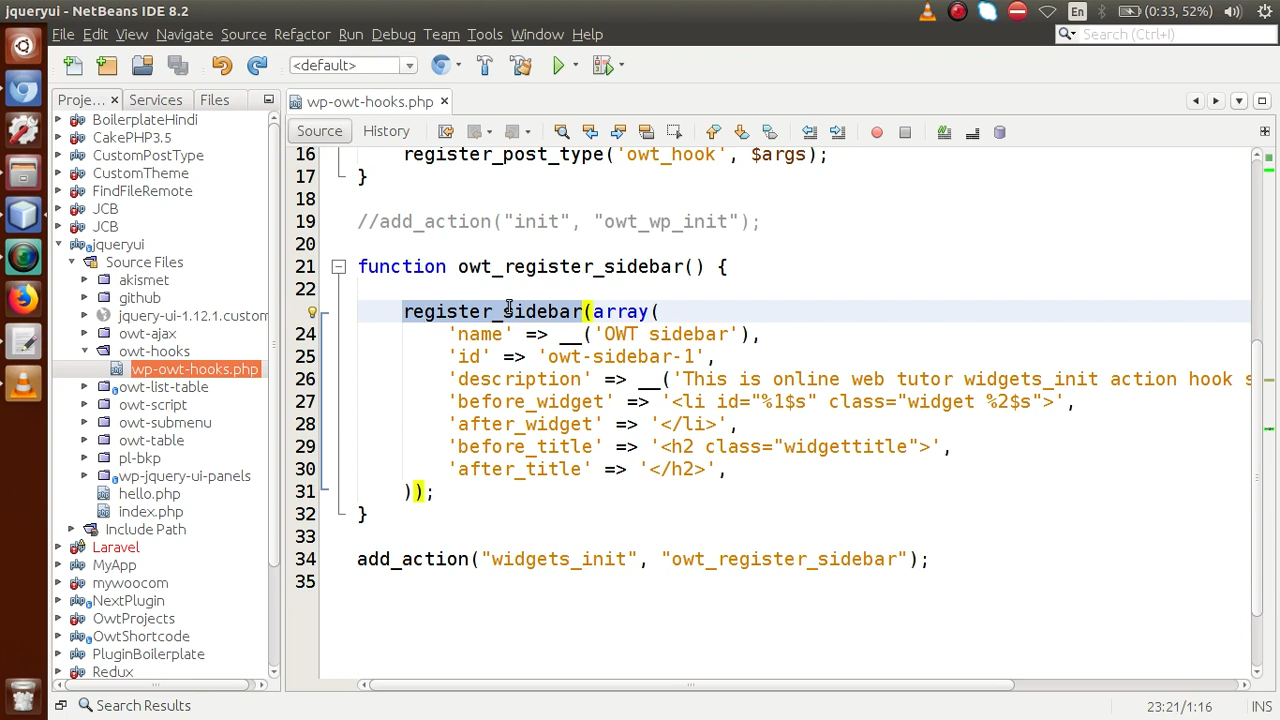 jqueryui - NetBeans IDE 8.2
En
(0:33, 52%)
File Edit View Navigate Source Refactor Run Debug Team Tools Window Help
Search (Ctrl+I)
<default>
Proje... Services Files
wp-owt-hooks.php
Source History
BoilerplateHindi
CakePHP3.5
CustomPostType
CustomTheme
FindFileRemote
JCB
JCB
jqueryui
Source Files
akismet
github
jquery-ui-1.12.1.custom
owt-ajax
owt-hooks
wp-owt-hooks.php
owt-list-table
owt-script
owt-submenu
owt-table
pl-bkp
wp-jquery-ui-panels
hello.php
index.php
Include Path
Laravel
MyApp
mywoocom
NextPlugin
OwtProjects
OwtShortcode
PluginBoilerplate
Redux
16 register_post_type('owt_hook', $args);
17 }
18
19 //add_action("init", "owt_wp_init");
20
21 function owt_register_sidebar() {
22
register_sidebar(array(
24 'name' => __('OWT sidebar'),
25 'id' => 'owt-sidebar-1',
26 'description' => __('This is online web tutor widgets_init action hook s
27 'before_widget' => '<li id="%1$s" class="widget %2$s">',
28 'after_widget' => '</li>',
29 'before_title' => '<h2 class="widgettitle">',
30 'after_title' => '</h2>',
31 ));
32 }
33
34 add_action("widgets_init", "owt_register_sidebar");
35
Search Results
23:21/1:16 INS